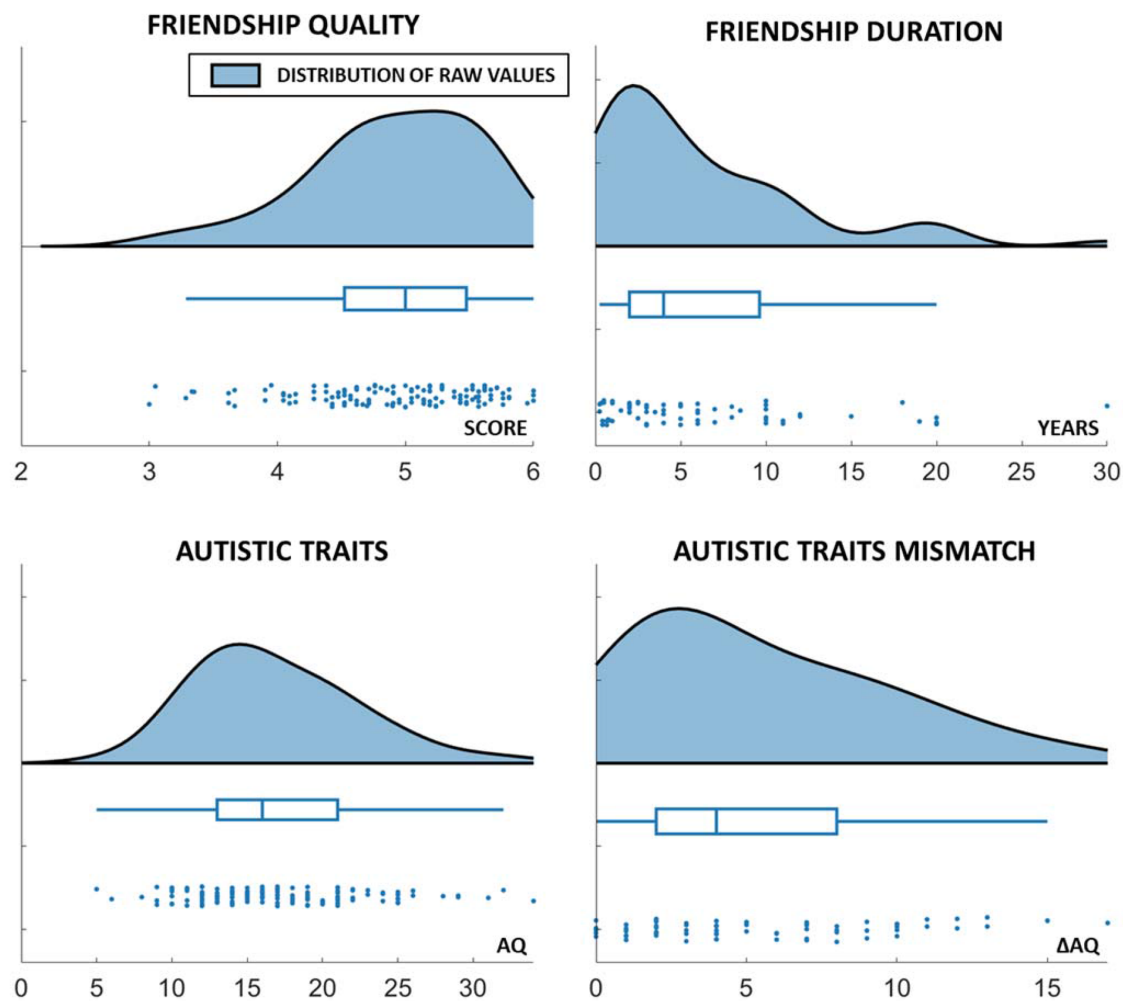 FRIENDSHIP QUALITY
DISTRIBUTION OF RAW VALUES
SCORE
2 3 4 5 6
FRIENDSHIP DURATION
YEARS
0 5 10 15 20 25 30
AUTISTIC TRAITS
AQ
0 5 10 15 20 25 30
AUTISTIC TRAITS MISMATCH
ΔAQ
0 5 10 15